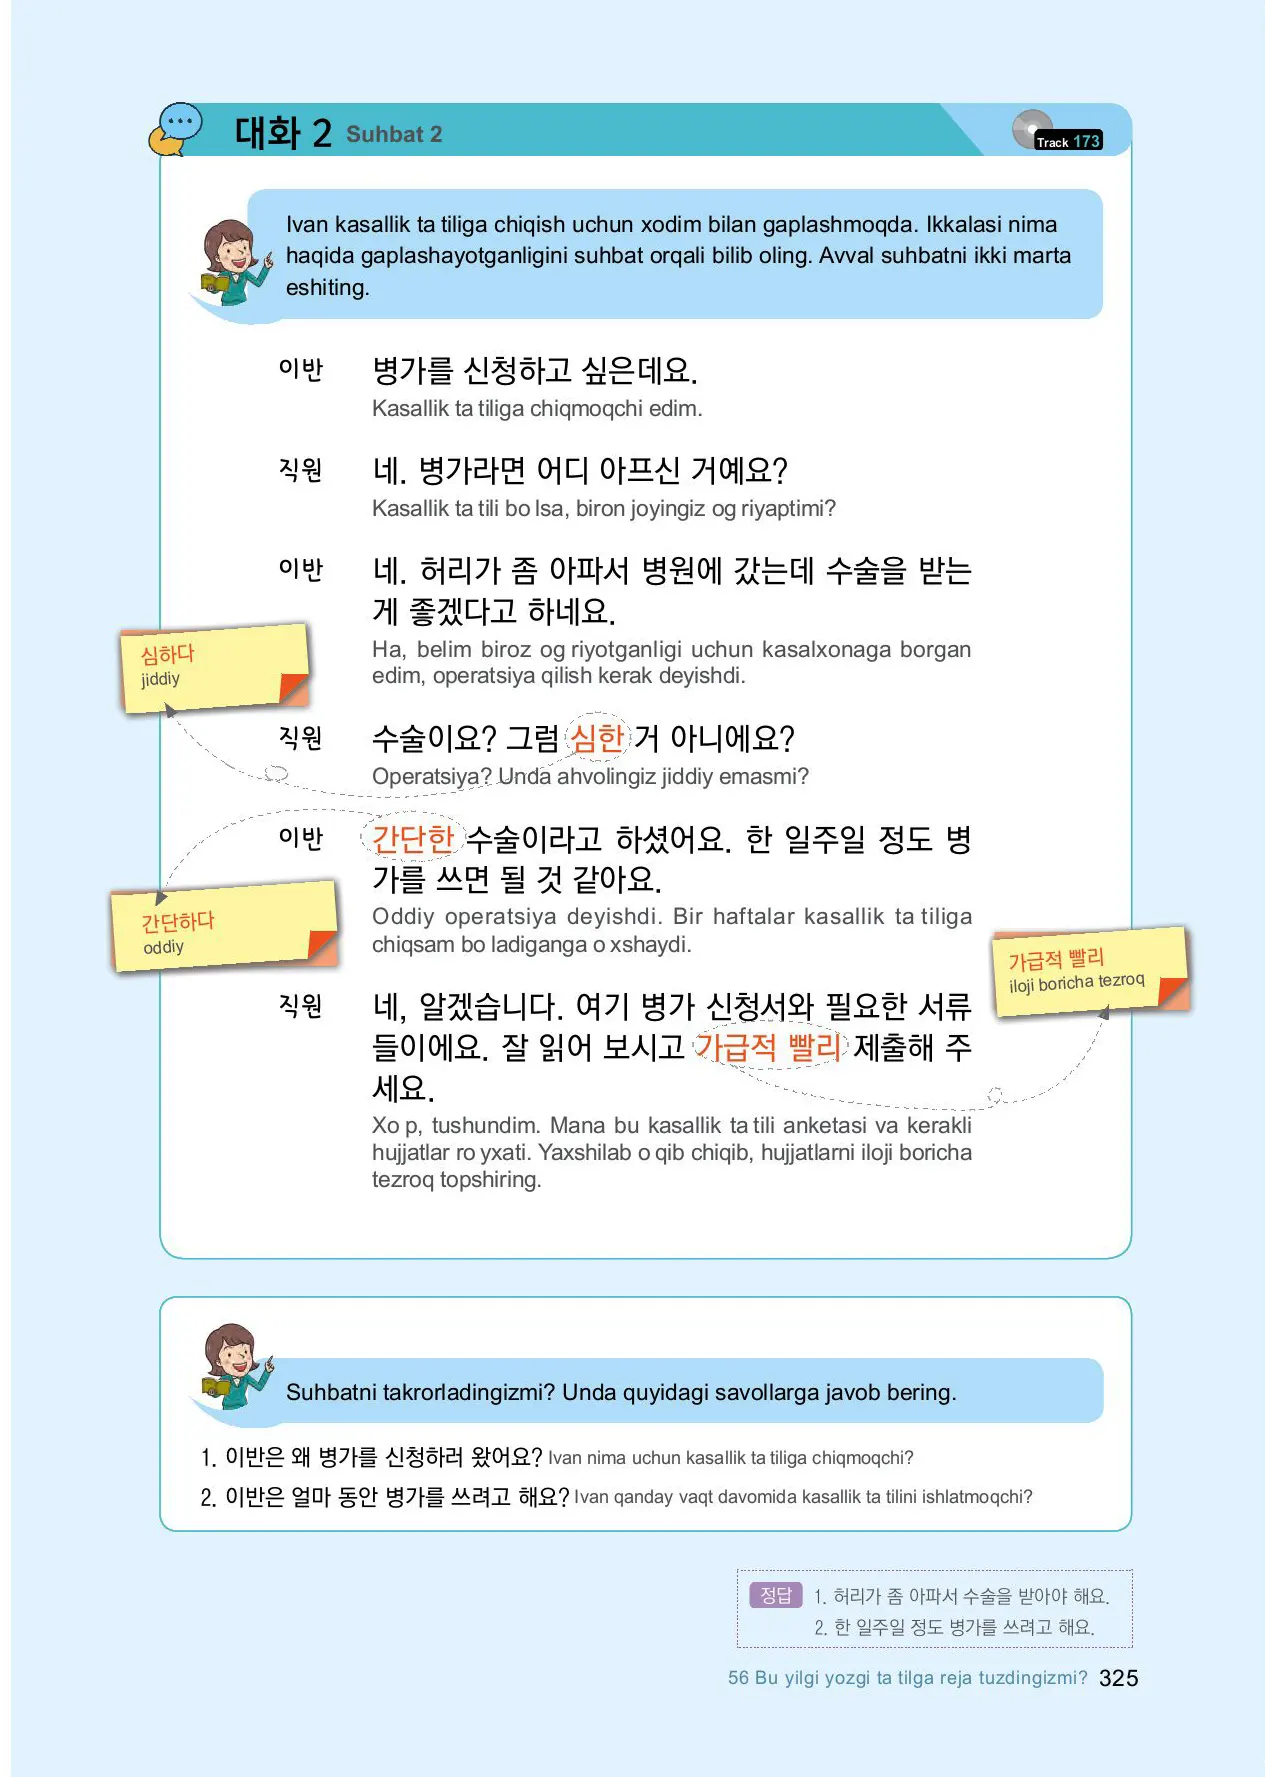 대화 2 Suhbat 2
Track 173
Ivan kasallik ta tiliga chiqish uchun xodim bilan gaplashmoqda. Ikkalasi nima
haqida gaplashayotganligini suhbat orqali bilib oling. Avval suhbatni ikki marta
eshiting.
이반 병가를 신청하고 싶은데요.
Kasallik ta tiliga chiqmoqchi edim.
직원 네. 병가라면 어디 아프신 거예요?
Kasallik ta tili bo lsa, biron joyingiz og riyaptimi?
이반 네. 허리가 좀 아파서 병원에 갔는데 수술을 받는
게 좋겠다고 하네요.
Ha, belim biroz og riyotganligi uchun kasalxonaga borgan
edim, operatsiya qilish kerak deyishdi.
심하다
jiddiy
직원 수술이요? 그럼 심한 거 아니에요?
Operatsiya? Unda ahvolingiz jiddiy emasmi?
이반 간단한 수술이라고 하셨어요. 한 일주일 정도 병
가를 쓰면 될 것 같아요.
Oddiy operatsiya deyishdi. Bir haftalar kasallik ta tiliga
chiqsam bo ladiganga o xshaydi.
간단하다
oddiy
가급적 빨리
iloji boricha tezroq
직원 네, 알겠습니다. 여기 병가 신청서와 필요한 서류
들이에요. 잘 읽어 보시고 가급적 빨리 제출해 주
세요.
Xo p, tushundim. Mana bu kasallik ta tili anketasi va kerakli
hujjatlar ro yxati. Yaxshilab o qib chiqib, hujjatlarni iloji boricha
tezroq topshiring.
Suhbatni takrorladingizmi? Unda quyidagi savollarga javob bering.
1. 이반은 왜 병가를 신청하러 왔어요? Ivan nima uchun kasallik ta tiliga chiqmoqchi?
2. 이반은 얼마 동안 병가를 쓰려고 해요? Ivan qanday vaqt davomida kasallik ta tilini ishlatmoqchi?
정답 1. 허리가 좀 아파서 수술을 받아야 해요.
2. 한 일주일 정도 병가를 쓰려고 해요.
56 Bu yilgi yozgi ta tilga reja tuzdingizmi? 325